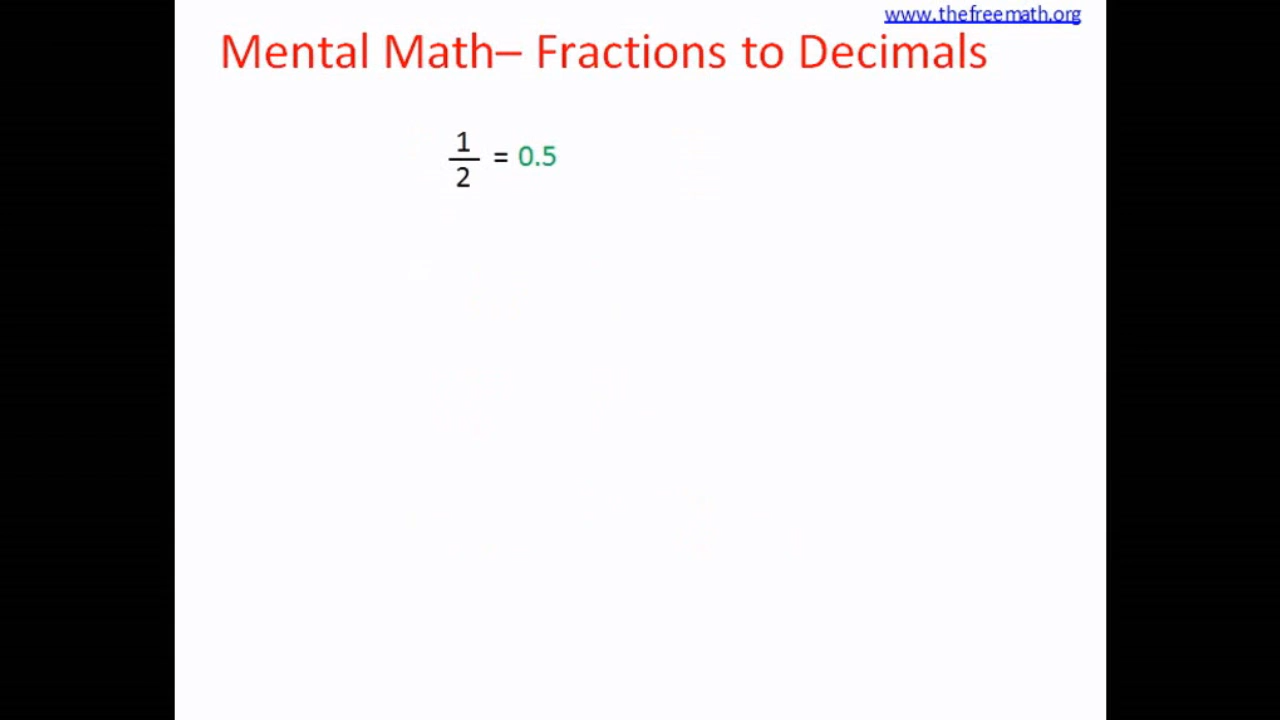 www.thefreemath.org
Mental Math– Fractions to Decimals
1
2
= 0.5